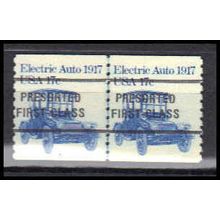 Electric Auto 1917 Electric Auto 1917
USA 17c USA 17c
PRESORTED PRESORTED
FIRST-CLASS FIRST-CLASS